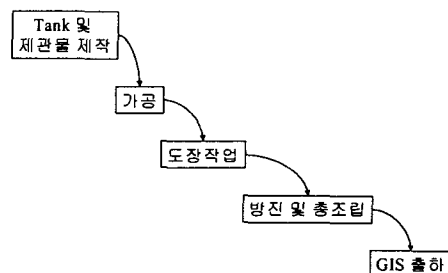 Tank 및
제관물 제작
가공
도장작업
방진 및 총조립
GIS 출하